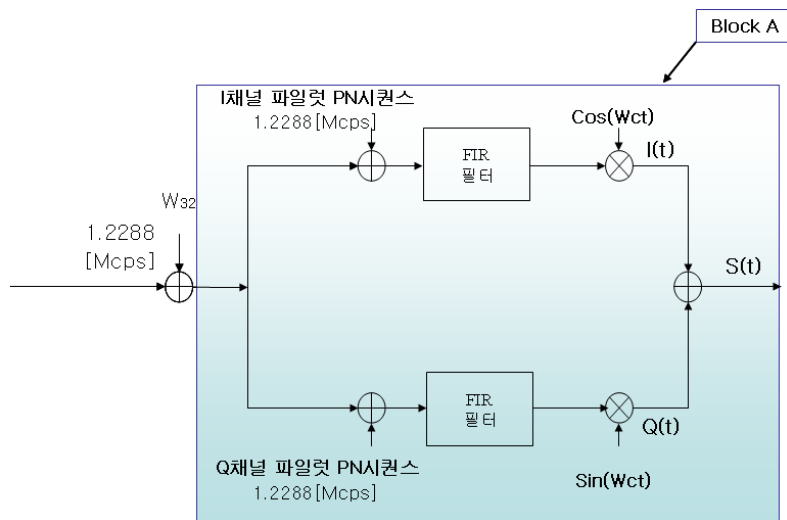 Block A
I채널 파일럿 PN시퀀스
1.2288[Mcps]
Cos(Wct)
FIR
필터
I(t)
W32
1.2288
[Mcps]
S(t)
FIR
필터
Q(t)
Q채널 파일럿 PN시퀀스
1.2288[Mcps]
Sin(Wct)